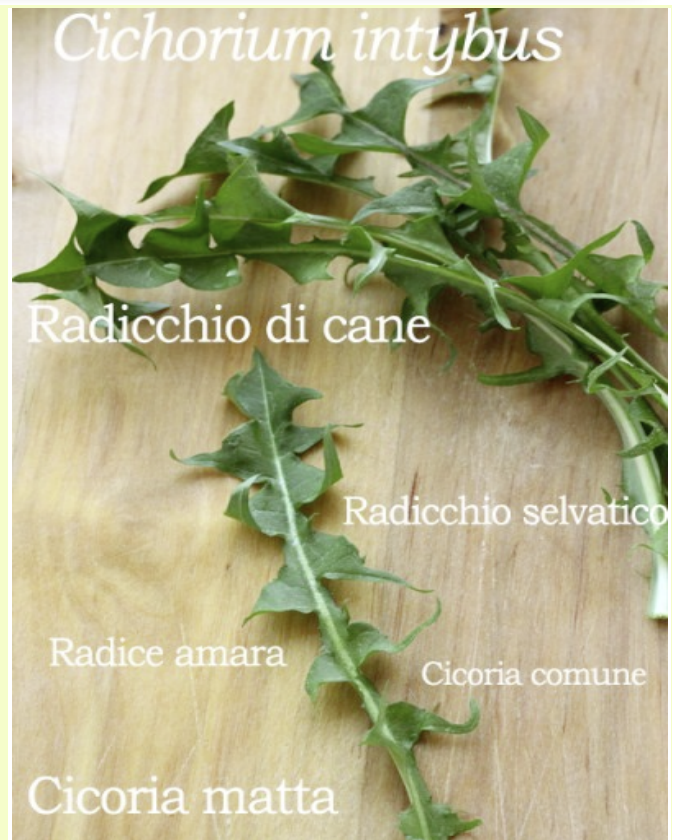 Cichorium intybus
Radicchio di cane
Radicchio selvatico
Radice amara
Cicoria comune
Cicoria matta